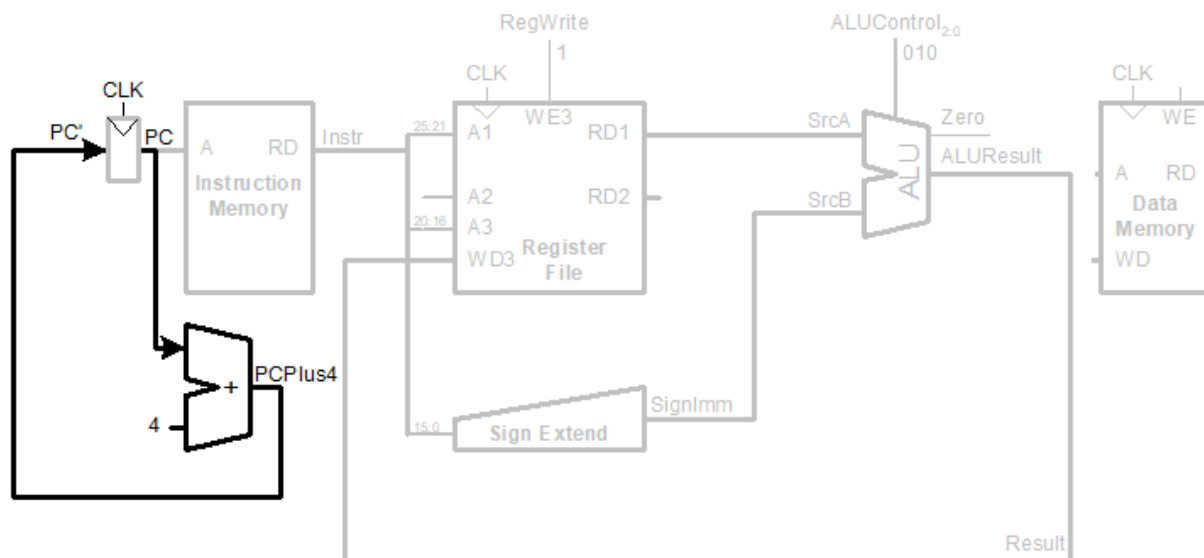 RegWrite
1
ALUControl2:0
010
CLK
PC'
PC
A
RD
Instruction
Memory
Instr
CLK
25:21
A1
WE3
RD1
A2
RD2
20:16
A3
WD3
Register
File
SrcA
SrcB
ALU
Zero
ALUResult
CLK
WE
A
RD
Data
Memory
WD
+
PCPlus4
4
15:0
Sign Extend
SignImm
Result